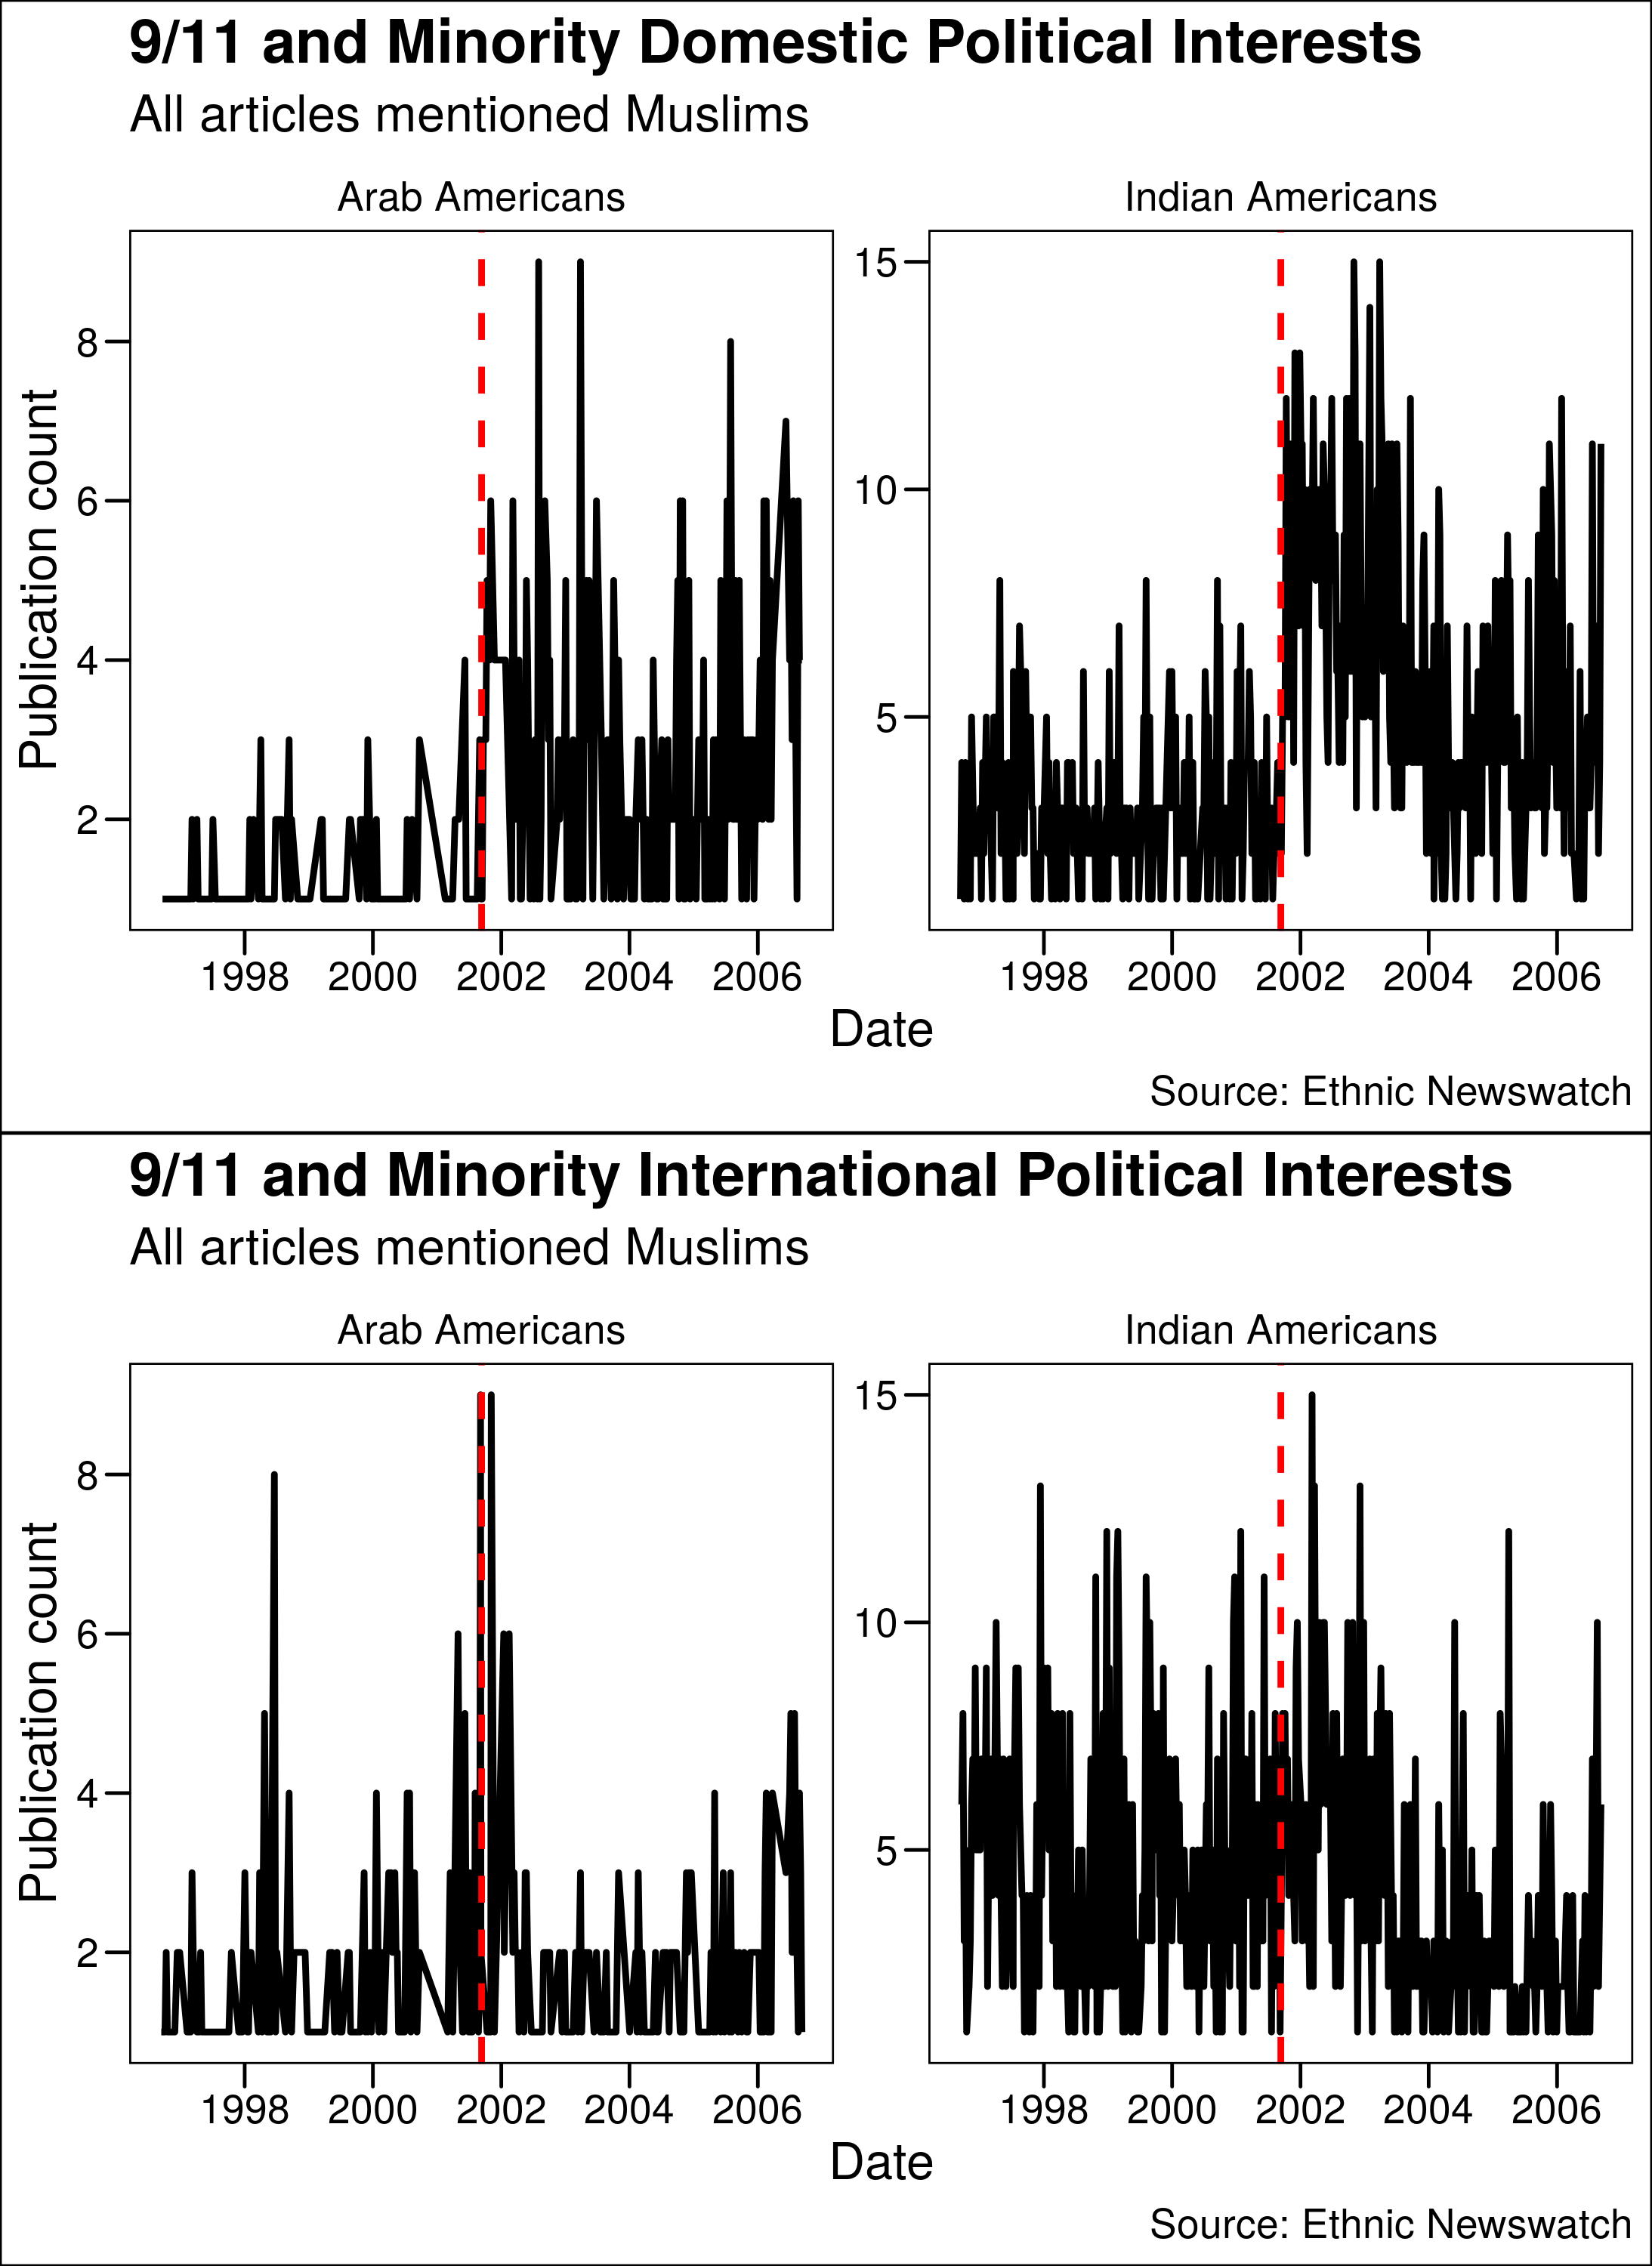 9/11 and Minority Domestic Political Interests
All articles mentioned Muslims
Arab Americans
Indian Americans
Publication count
8
6
4
2
15
10
5
1998 2000 2002 2004 2006
1998 2000 2002 2004 2006
Date
Source: Ethnic Newswatch
9/11 and Minority International Political Interests
All articles mentioned Muslims
Arab Americans
Indian Americans
Publication count
8
6
4
2
15
10
5
1998 2000 2002 2004 2006
1998 2000 2002 2004 2006
Date
Source: Ethnic Newswatch